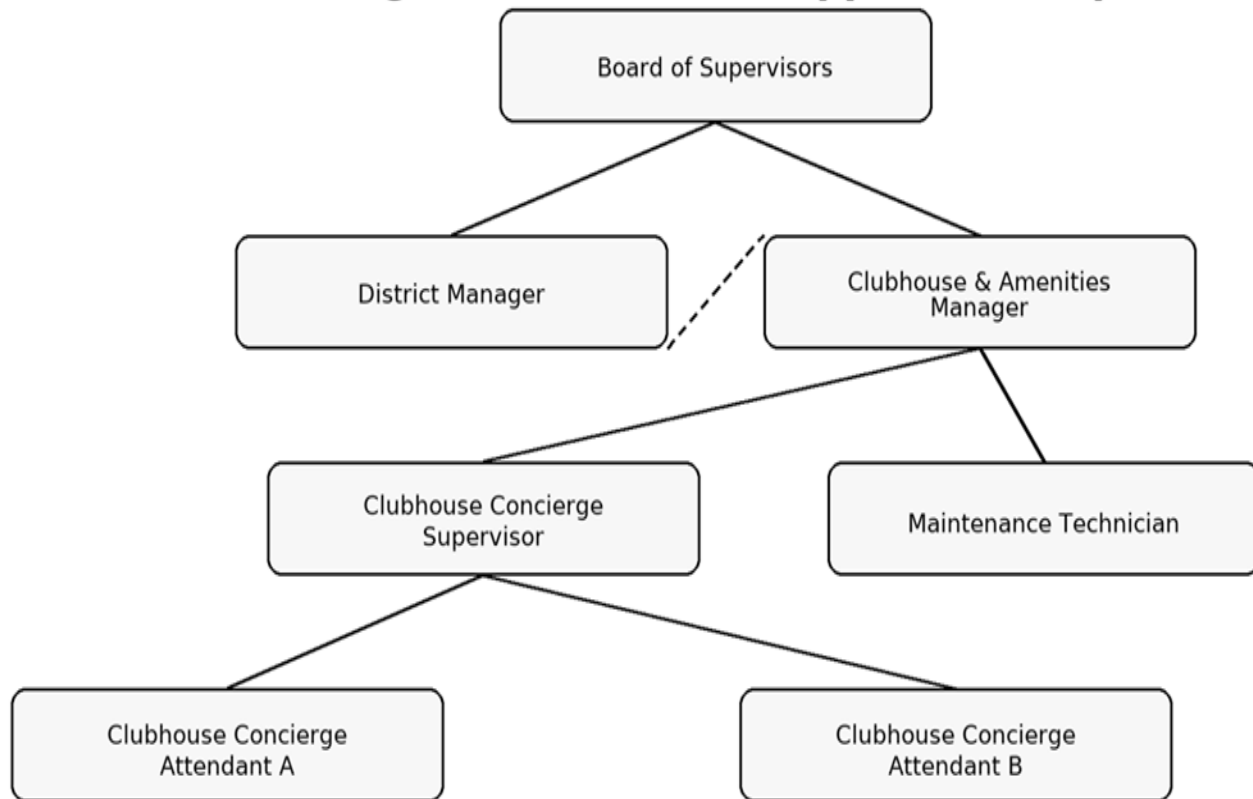 Board of Supervisors
District Manager
Clubhouse & Amenities
Manager
Clubhouse Concierge
Supervisor
Maintenance Technician
Clubhouse Concierge
Attendant A
Clubhouse Concierge
Attendant B